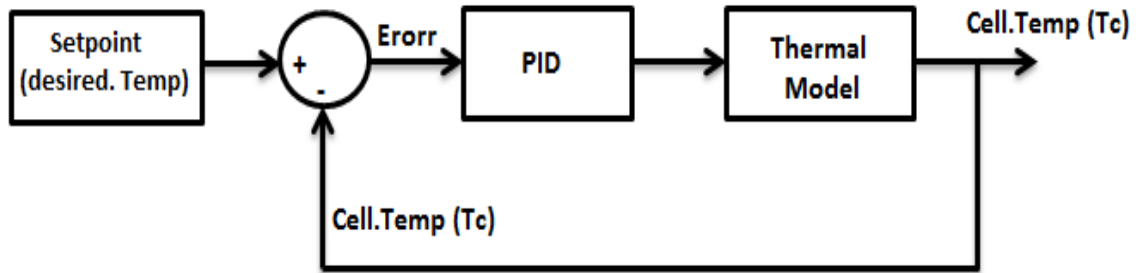 Setpoint
(desired. Temp)
+
-
Erorr
PID
Thermal
Model
Cell.Temp (Tc)
Cell.Temp (Tc)